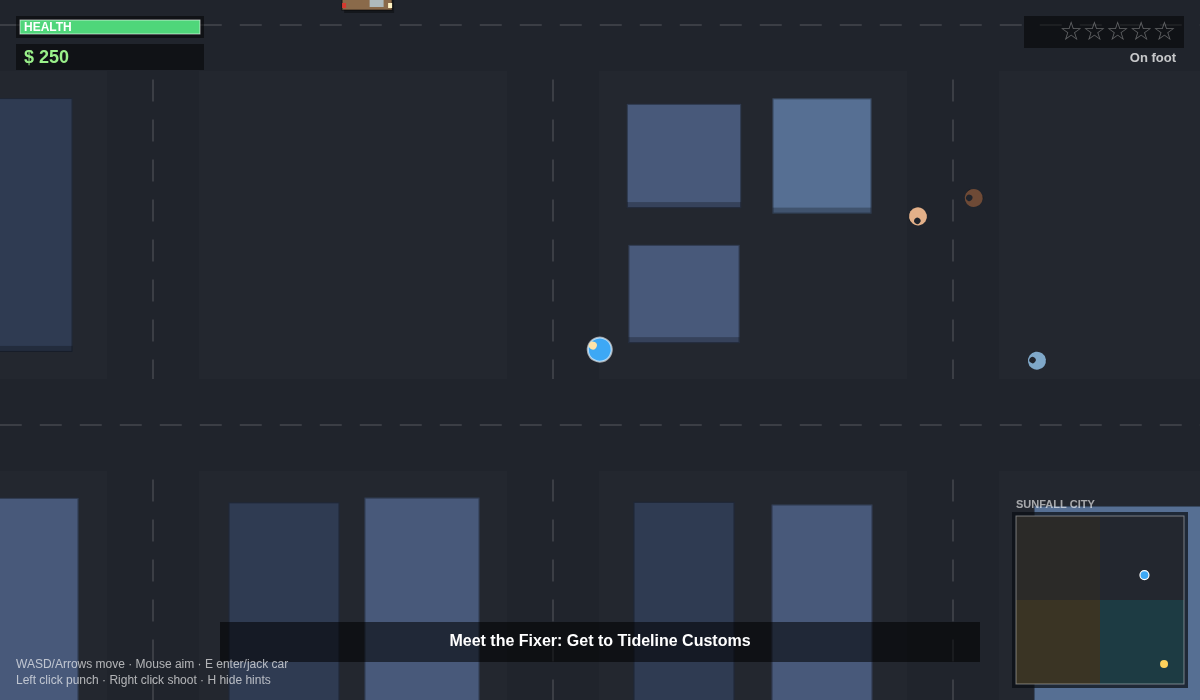 HEALTH
$ 250
☆☆☆☆☆
On foot
SUNFALL CITY
Meet the Fixer: Get to Tideline Customs
WASD/Arrows move · Mouse aim · E enter/jack car
Left click punch · Right click shoot · H hide hints